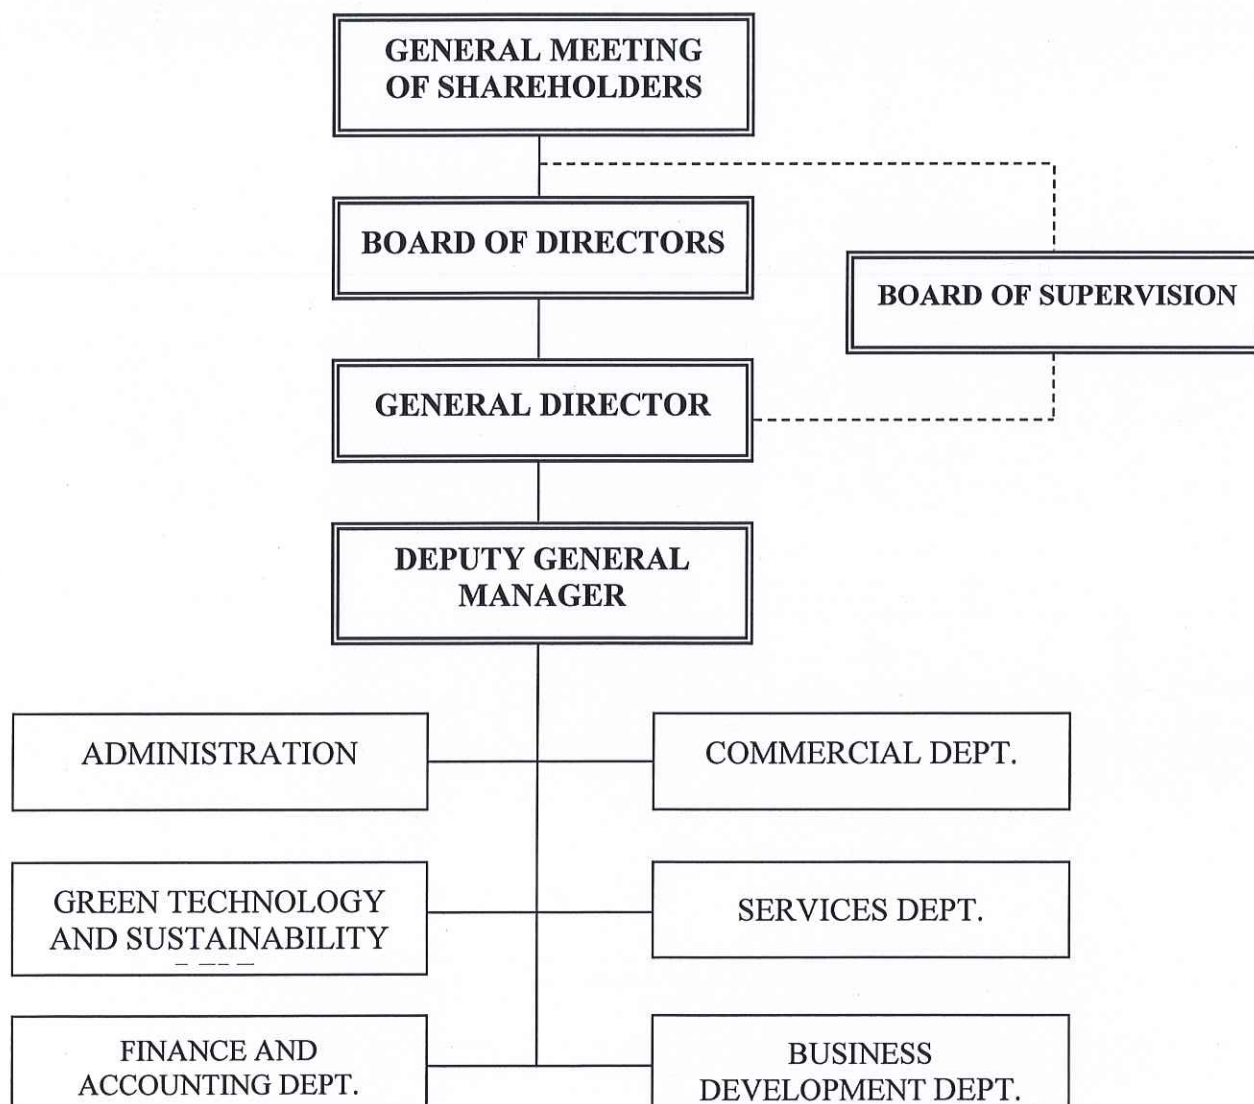 GENERAL MEETING
OF SHAREHOLDERS
BOARD OF DIRECTORS
BOARD OF SUPERVISION
GENERAL DIRECTOR
DEPUTY GENERAL
MANAGER
ADMINISTRATION
COMMERCIAL DEPT.
GREEN TECHNOLOGY
AND SUSTAINABILITY
SERVICES DEPT.
FINANCE AND
ACCOUNTING DEPT.
BUSINESS
DEVELOPMENT DEPT.